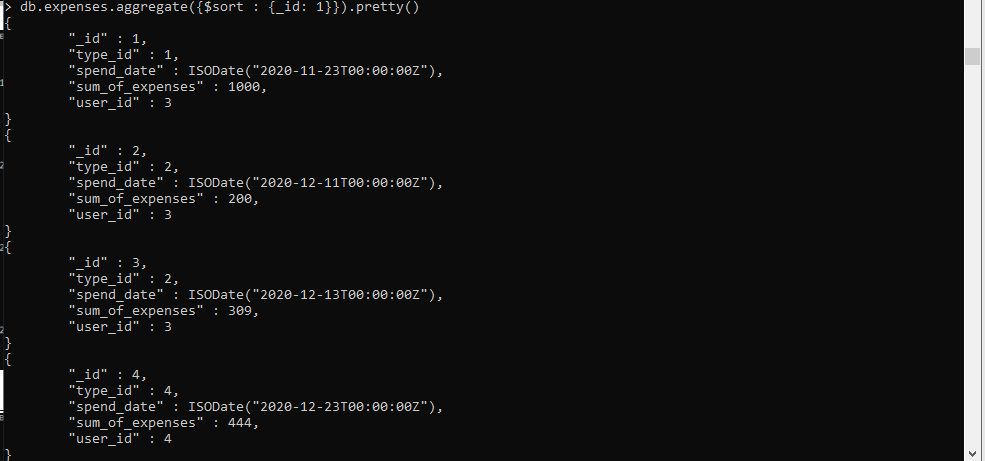 > db.expenses.aggregate({$sort : {_id: 1}}).pretty()
{
        "_id" : 1,
        "type_id" : 1,
        "spend_date" : ISODate("2020-11-23T00:00:00Z"),
        "sum_of_expenses" : 1000,
        "user_id" : 3
}
{
        "_id" : 2,
        "type_id" : 2,
        "spend_date" : ISODate("2020-12-11T00:00:00Z"),
        "sum_of_expenses" : 200,
        "user_id" : 3
}
{
        "_id" : 3,
        "type_id" : 2,
        "spend_date" : ISODate("2020-12-13T00:00:00Z"),
        "sum_of_expenses" : 309,
        "user_id" : 3
}
{
        "_id" : 4,
        "type_id" : 4,
        "spend_date" : ISODate("2020-12-23T00:00:00Z"),
        "sum_of_expenses" : 444,
        "user_id" : 4
}